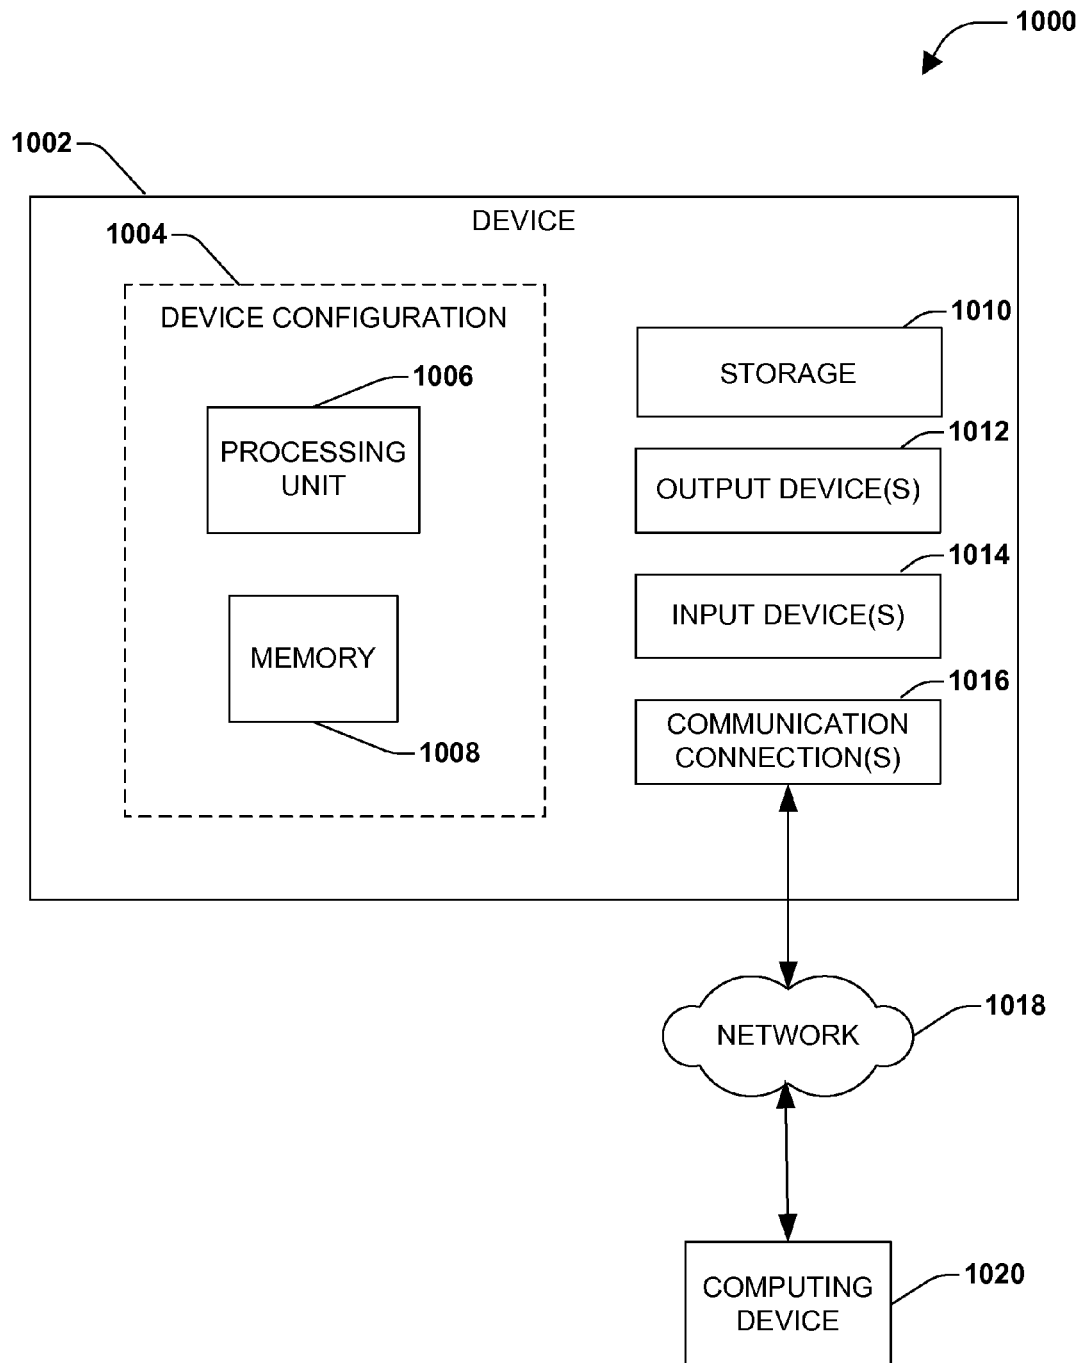 1000
1002
DEVICE
1004
DEVICE CONFIGURATION
1006
PROCESSING
UNIT
MEMORY
1008
1010
STORAGE
1012
OUTPUT DEVICE(S)
1014
INPUT DEVICE(S)
1016
COMMUNICATION
CONNECTION(S)
NETWORK
1018
COMPUTING
DEVICE
1020